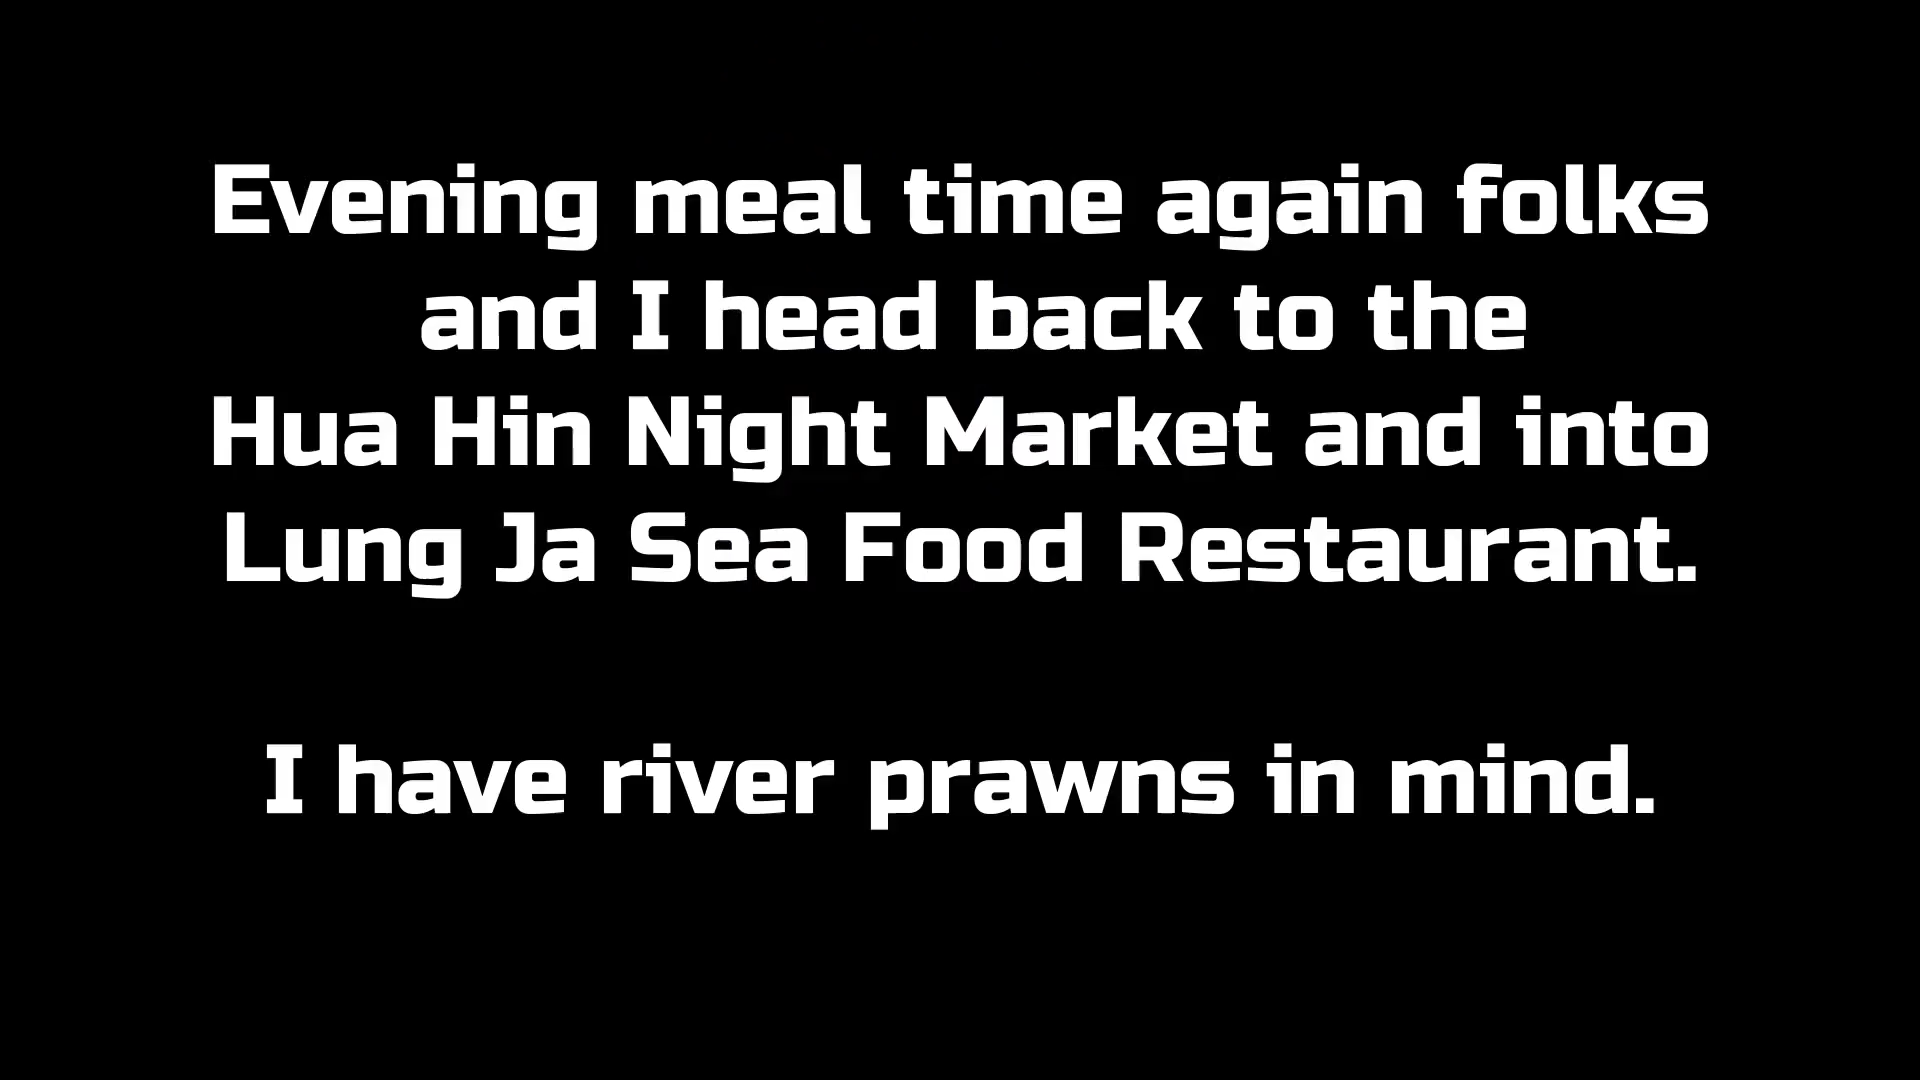 Evening meal time again folks
and I head back to the
Hua Hin Night Market and into
Lung Ja Sea Food Restaurant.
I have river prawns in mind.